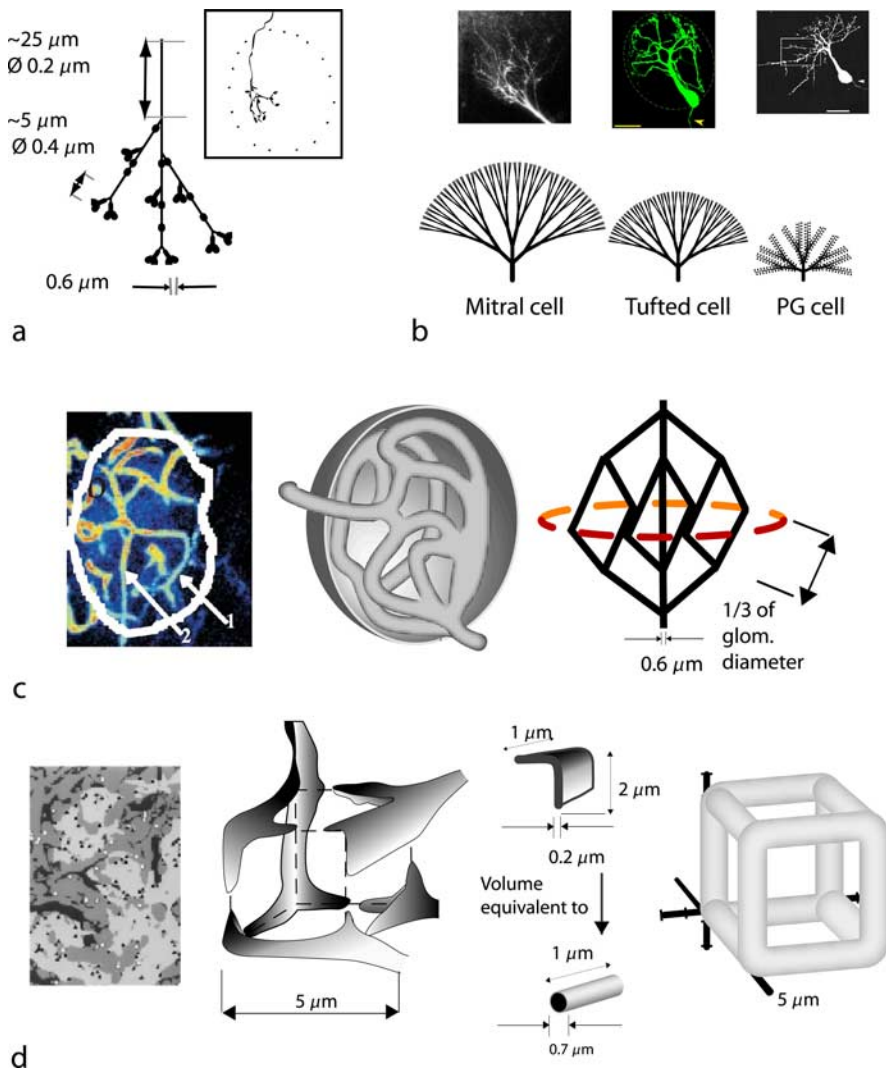 ~25 μm
Ø 0.2 μm
~5 μm
Ø 0.4 μm
0.6 μm
a
Mitral cell
Tufted cell
PG cell
b
1
2
1/3 of
glom.
diameter
0.6 μm
c
5 μm
1 μm
2 μm
0.2 μm
Volume
equivalent to
1 μm
0.7 μm
5 μm
d